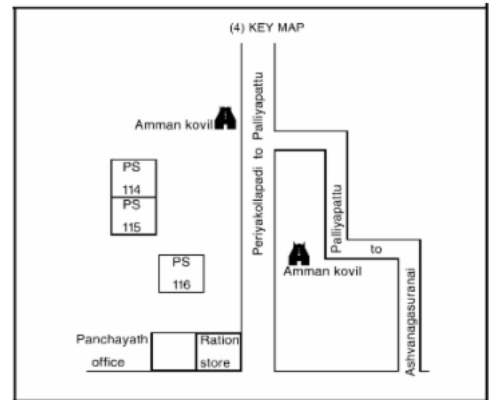 (4) KEY MAP
Periyakollapadi to Palliyapattu
Amman kovil
PS
114
PS
115
PS
116
Palliyapattu
to
Ashvanagasuranai
Amman kovil
Panchayath
office
Ration
store